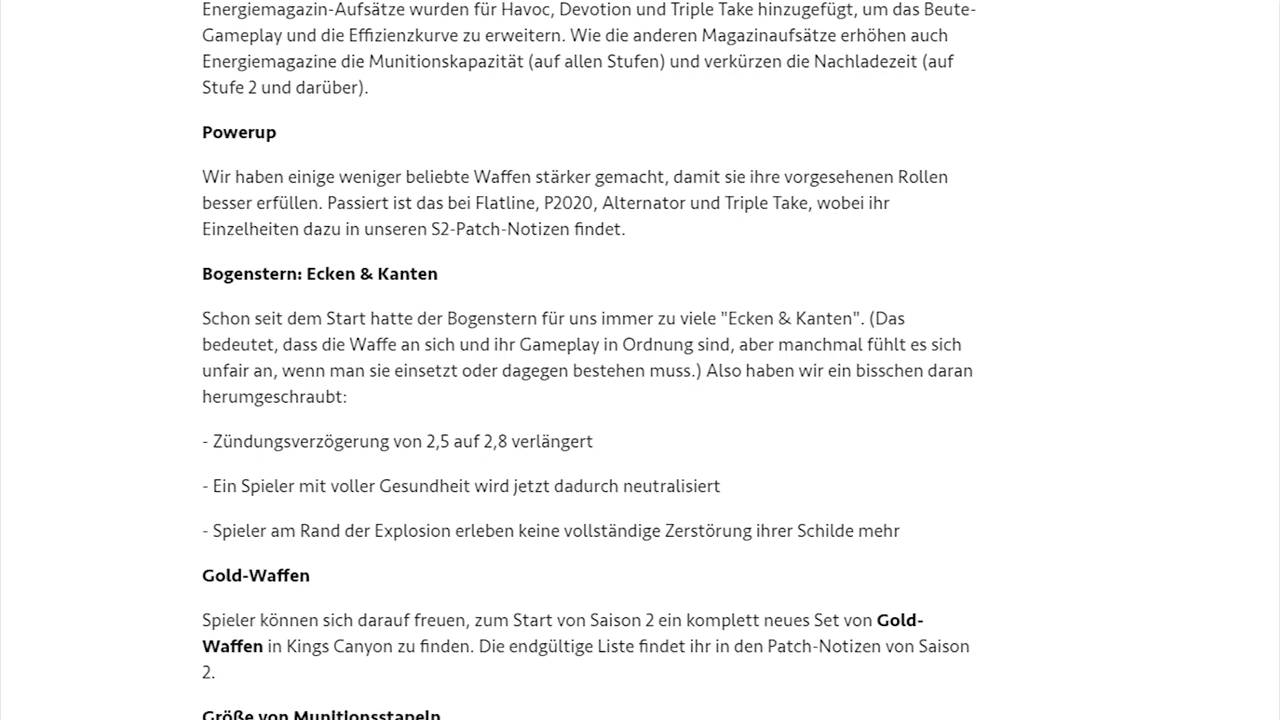 Energiemagazin-Aufsätze wurden für Havoc, Devotion und Triple Take hinzugefügt, um das Beute-
Gameplay und die Effizienzkurve zu erweitern. Wie die anderen Magazinaufsätze erhöhen auch
Energiemagazine die Munitionskapazität (auf allen Stufen) und verkürzen die Nachladezeit (auf
Stufe 2 und darüber).
Powerup
Wir haben einige weniger beliebte Waffen stärker gemacht, damit sie ihre vorgesehenen Rollen
besser erfüllen. Passiert ist das bei Flatline, P2020, Alternator und Triple Take, wobei ihr
Einzelheiten dazu in unseren S2-Patch-Notizen findet.
Bogenstern: Ecken & Kanten
Schon seit dem Start hatte der Bogenstern für uns immer zu viele "Ecken & Kanten". (Das
bedeutet, dass die Waffe an sich und ihr Gameplay in Ordnung sind, aber manchmal fühlt es sich
unfair an, wenn man sie einsetzt oder dagegen bestehen muss.) Also haben wir ein bisschen daran
herumgeschraubt:
- Zündungsverzögerung von 2,5 auf 2,8 verlängert
- Ein Spieler mit voller Gesundheit wird jetzt dadurch neutralisiert
- Spieler am Rand der Explosion erleben keine vollständige Zerstörung ihrer Schilde mehr
Gold-Waffen
Spieler können sich darauf freuen, zum Start von Saison 2 ein komplett neues Set von Gold-
Waffen in Kings Canyon zu finden. Die endgültige Liste findet ihr in den Patch-Notizen von Saison
2.
Größe von Munitionsstapeln